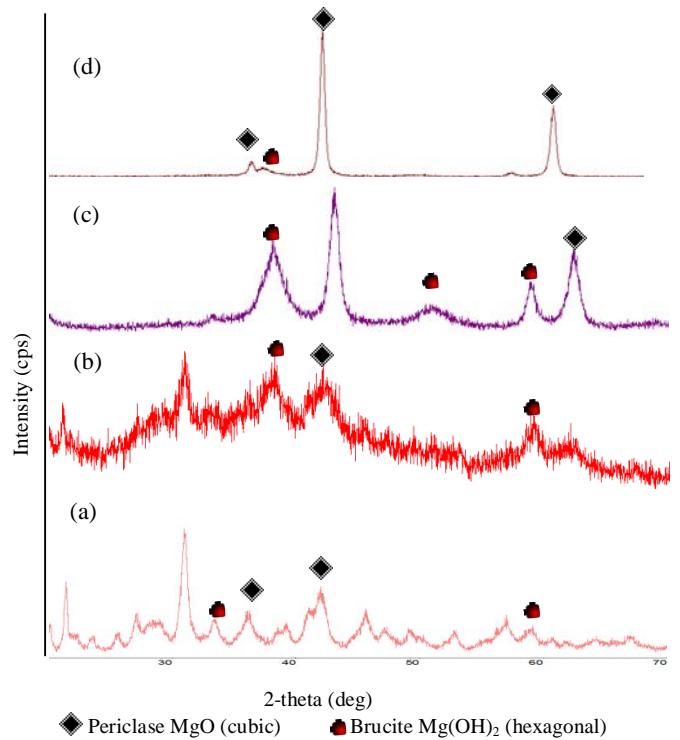 (d)
(c)
(b)
(a)
Intensity (cps)
30 40 50 60 70
2-theta (deg)
Periclase MgO (cubic) Brucite Mg(OH)₂ (hexagonal)